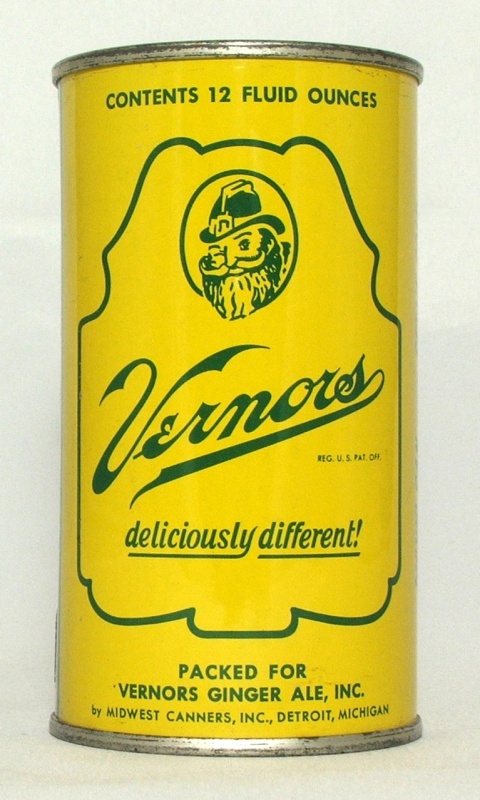 CONTENTS 12 FLUID OUNCES
Vernors
REG. U. S. PAT. OFF.
deliciously different!
PACKED FOR
VERNORS GINGER ALE, INC.
by MIDWEST CANNERS, INC., DETROIT, MICHIGAN